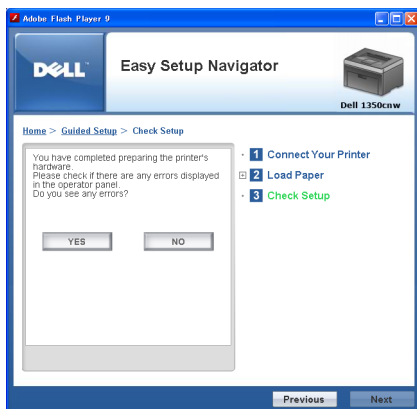 Adobe Flash Player 9
DELL™
Easy Setup Navigator
Dell 1350cnw
Home > Guided Setup > Check Setup
You have completed preparing the printer's
hardware.
Please check if there are any errors displayed
in the operator panel.
Do you see any errors?
YES
NO
1 Connect Your Printer
2 Load Paper
3 Check Setup
Previous
Next